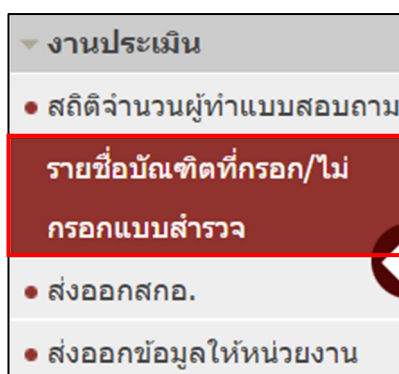 งานประเมิน
สถิติจำนวนผู้ทำแบบสอบถาม
รายชื่อบัณฑิตที่กรอก/ไม่
กรอกแบบสำรวจ
ส่งออกสกอ.
ส่งออกข้อมูลให้หน่วยงาน